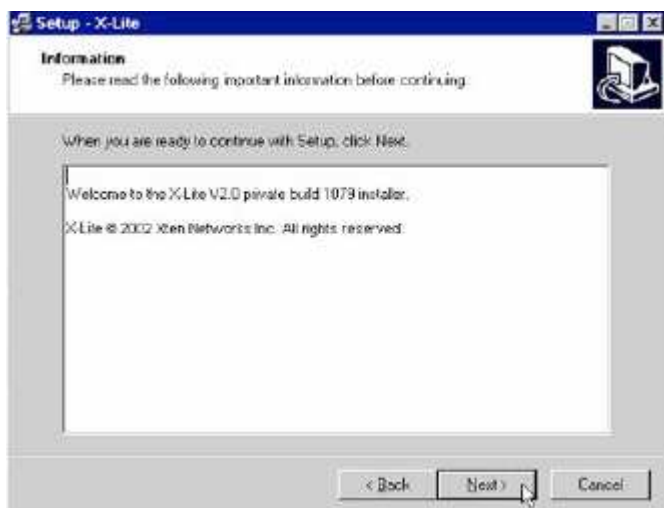 Setup - X-Lite
Information
Please read the following important information before continuing.
When you are ready to continue with Setup, click Next.
Welcome to the X-Lite V2.0 private build 1079 installer.
X-Lite © 2002 Xten Networks Inc. All rights reserved.
< Back Next > Cancel